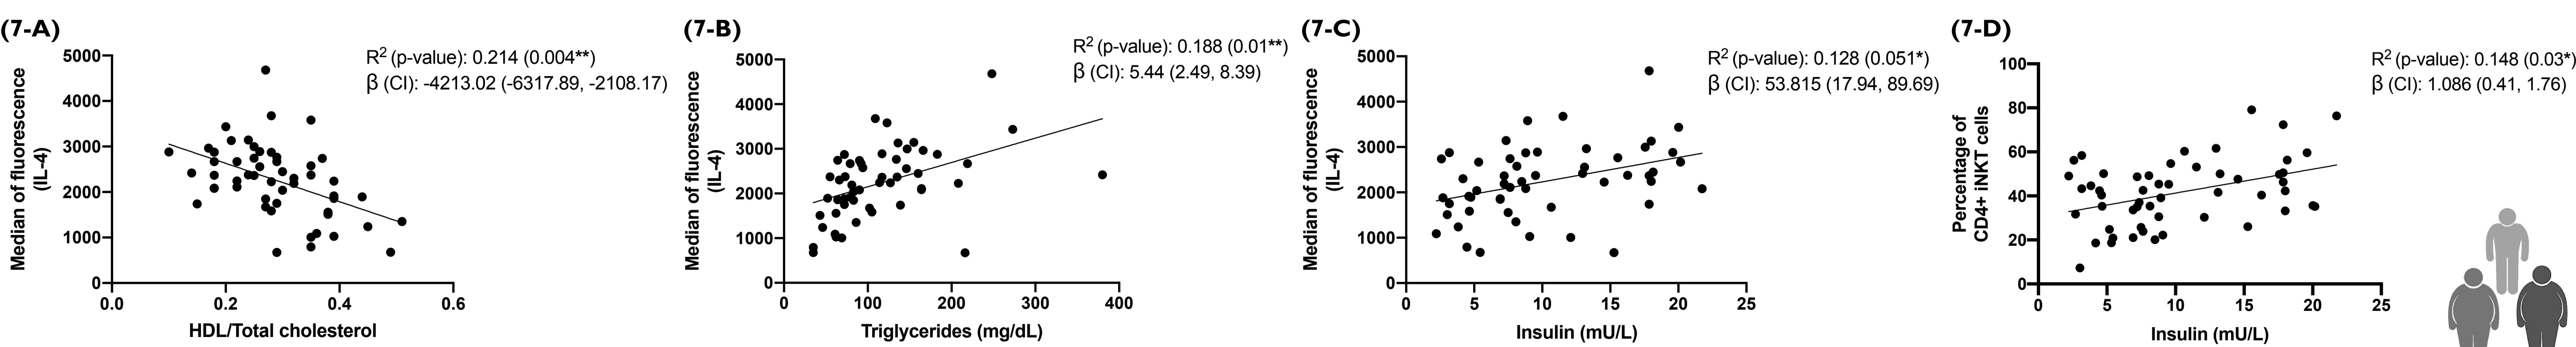 (7-A)
R² (p-value): 0.214 (0.004**)
β (CI): -4213.02 (-6317.89, -2108.17)
Median of fluorescence
(IL-4)
5000
4000
3000
2000
1000
0
0.0 0.2 0.4 0.6
HDL/Total cholesterol
(7-B)
R² (p-value): 0.188 (0.01**)
β (CI): 5.44 (2.49, 8.39)
Median of fluorescence
(IL-4)
5000
4000
3000
2000
1000
0
0 100 200 300 400
Triglycerides (mg/dL)
(7-C)
R² (p-value): 0.128 (0.051*)
β (CI): 53.815 (17.94, 89.69)
Median of fluorescence
(IL-4)
5000
4000
3000
2000
1000
0
0 5 10 15 20 25
Insulin (mU/L)
(7-D)
R² (p-value): 0.148 (0.03*)
β (CI): 1.086 (0.41, 1.76)
Percentage of
CD4+ iNKT cells
100
80
60
40
20
0
0 5 10 15 20 25
Insulin (mU/L)